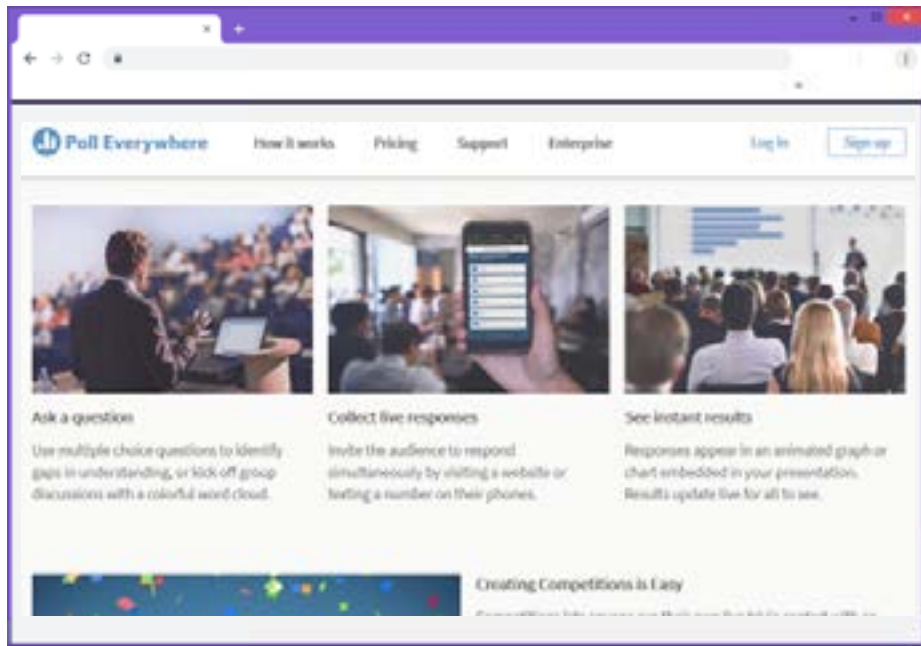 Poll Everywhere
How it works
Pricing
Support
Enterprise
Log In
Sign up
Ask a question
Use multiple choice questions to identify
gaps in understanding, or kick off group
discussions with a colorful word cloud.
Collect live responses
Invite the audience to respond
simultaneously by visiting a website or
texting a number on their phones.
See instant results
Responses appear in an animated graph or
chart embedded in your presentation.
Results update live for all to see.
Creating Competitions is Easy